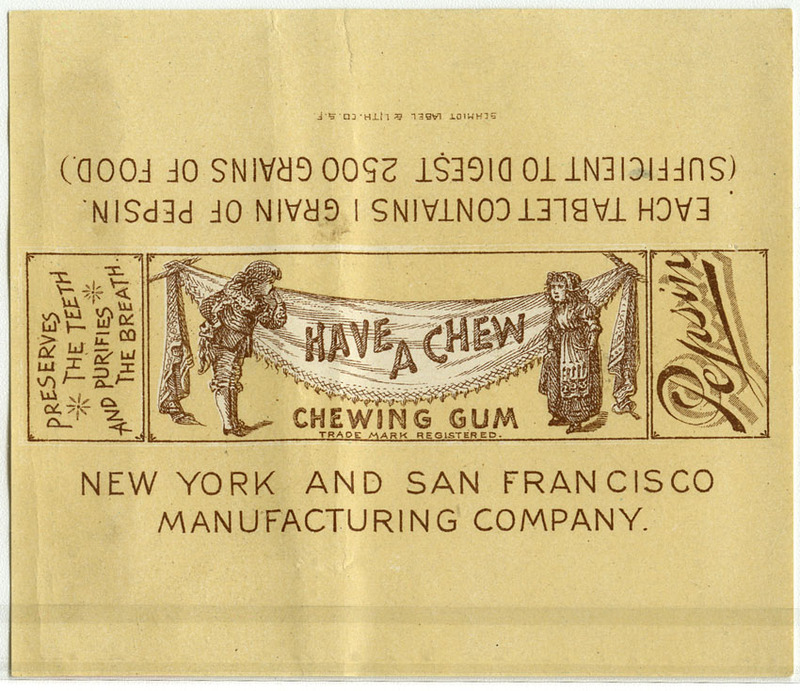 SCHMIDT LABEL & LITH. CO. S.F.
EACH TABLET CONTAINS 1 GRAIN OF PEPSIN.
(SUFFICIENT TO DIGEST 2500 GRAINS OF FOOD.)
PRESERVES
THE TEETH
AND PURIFIES
THE BREATH.
HAVE A CHEW
CHEWING GUM
TRADE MARK REGISTERED.
Pepsin
NEW YORK AND SAN FRANCISCO
MANUFACTURING COMPANY.